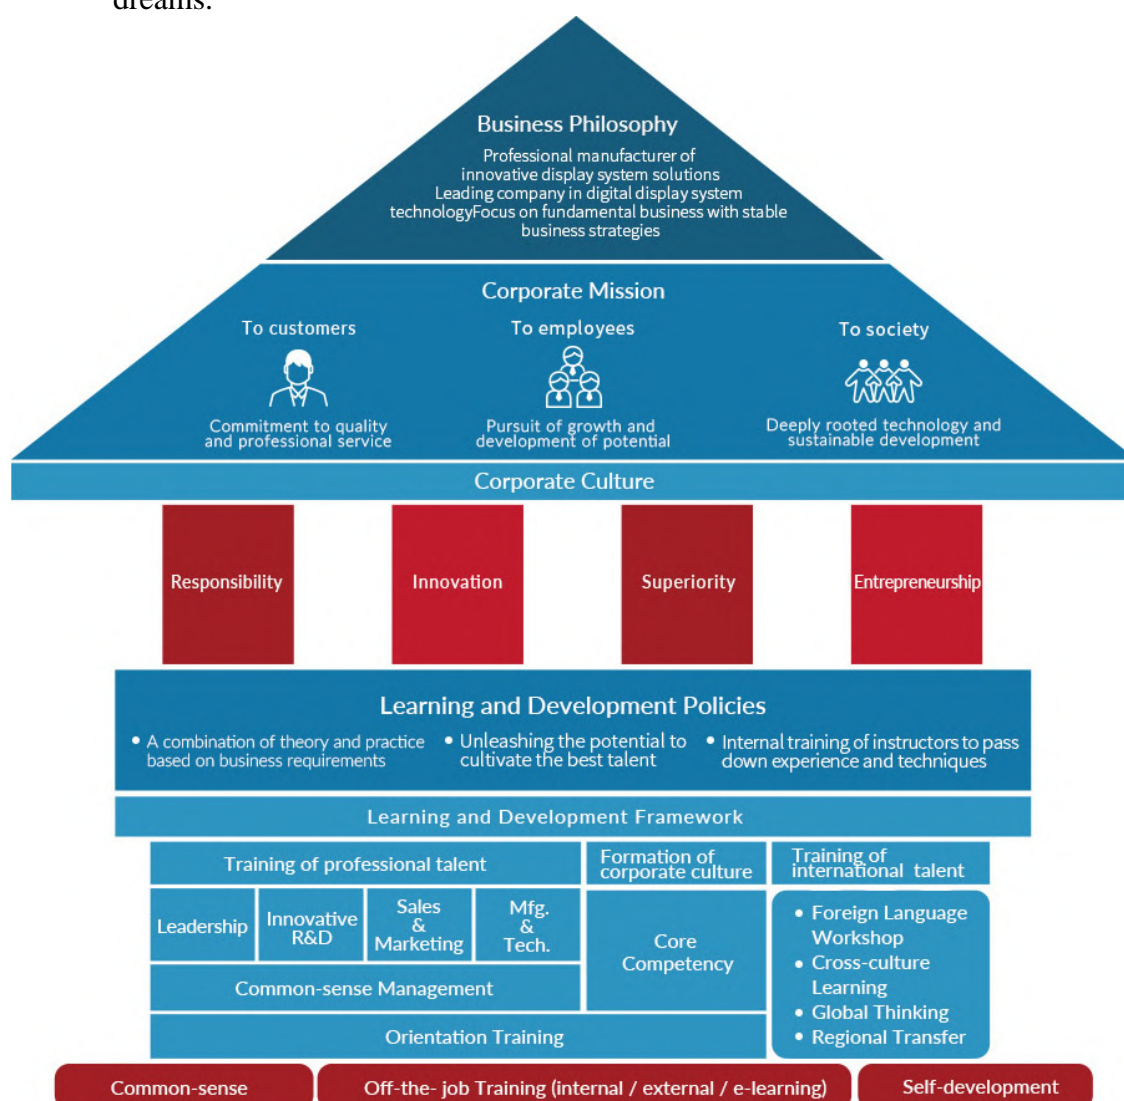 dreams.
Business Philosophy
Professional manufacturer of
innovative display system solutions
Leading company in digital display system
technologyFocus on fundamental business with stable
business strategies
Corporate Mission
To customers
Commitment to quality
and professional service
To employees
Pursuit of growth and
development of potential
To society
Deeply rooted technology and
sustainable development
Corporate Culture
Responsibility
Innovation
Superiority
Entrepreneurship
Learning and Development Policies
• A combination of theory and practice
based on business requirements
• Unleashing the potential to
cultivate the best talent
• Internal training of instructors to pass
down experience and techniques
Learning and Development Framework
Training of professional talent
Formation of
corporate culture
Training of
international talent
Leadership
Innovative
R&D
Sales
&
Marketing
Mfg.
&
Tech.
Core
Competency
• Foreign Language
Workshop
• Cross-culture
Learning
• Global Thinking
• Regional Transfer
Common-sense Management
Orientation Training
Common-sense
Off-the- job Training (internal / external / e-learning)
Self-development